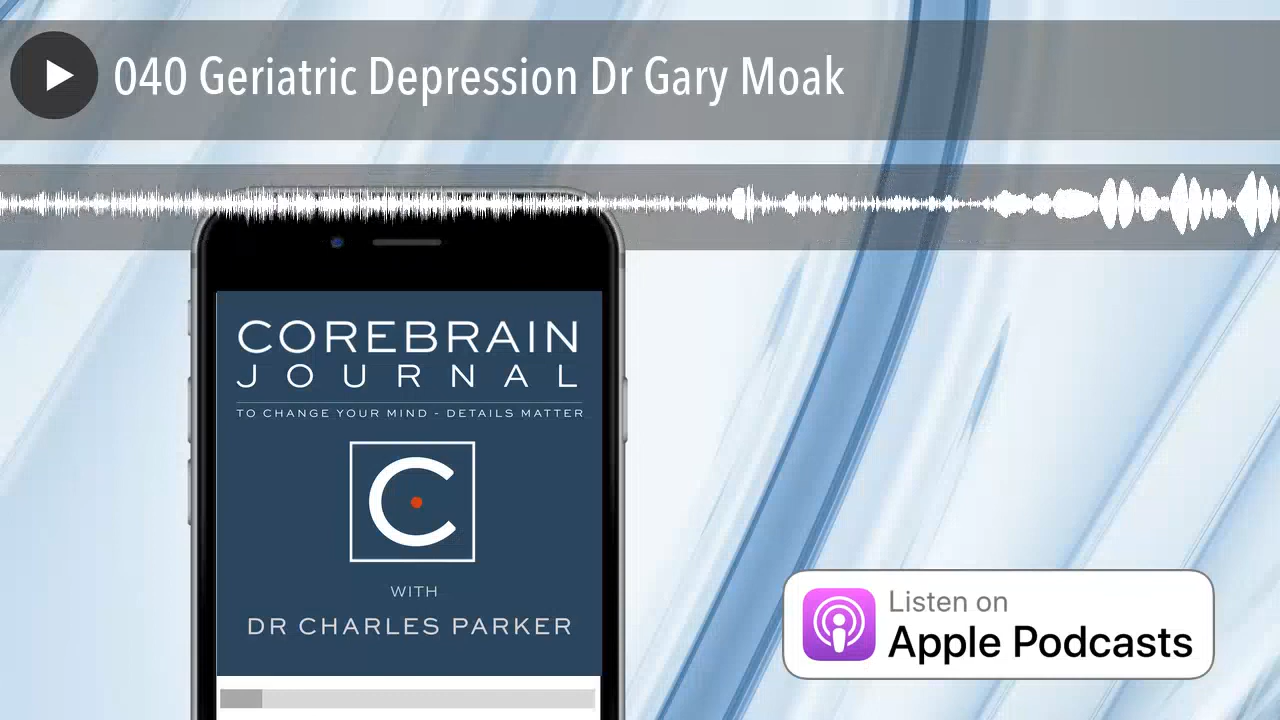 040 Geriatric Depression Dr Gary Moak
COREBRAIN
JOURNAL
TO CHANGE YOUR MIND - DETAILS MATTER
C
WITH
DR CHARLES PARKER
Listen on
Apple Podcasts